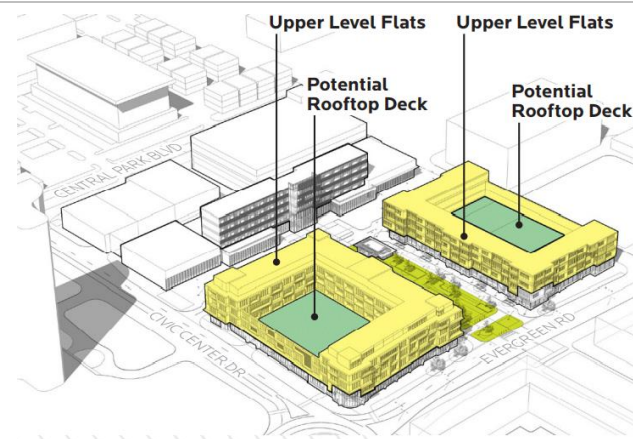 Upper Level Flats
Upper Level Flats
Potential
Rooftop Deck
Potential
Rooftop Deck
CENTRAL PARK BLVD
CIVIC CENTER DR
EVERGREEN RD